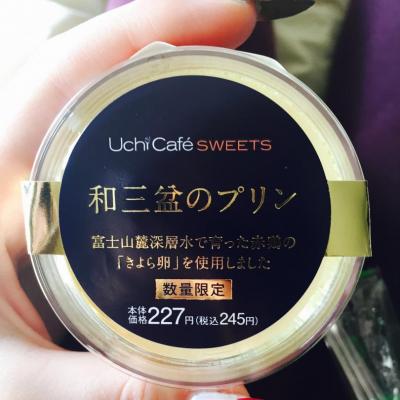 Uchi Café SWEETS
和三盆のプリン
富士山麓深層水で育った赤鶏の
「きよら卵」を使用しました
数量限定
本体価格227円(税込245円)